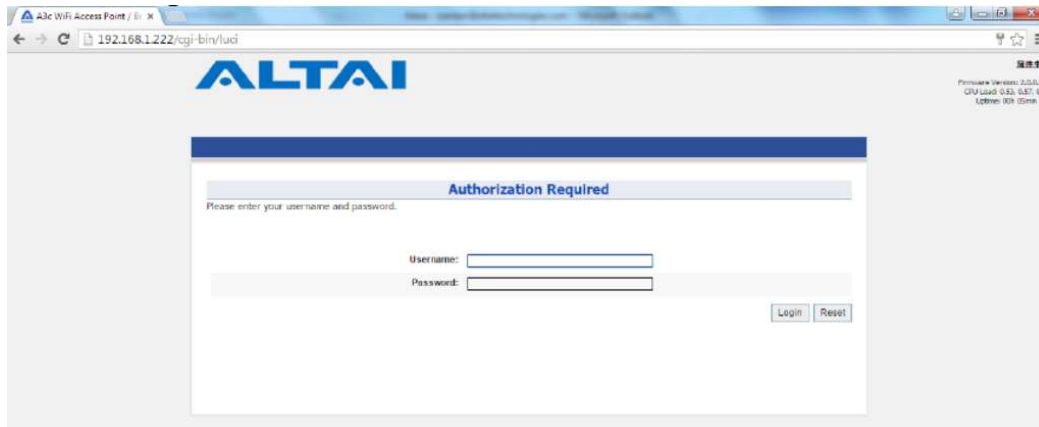 A3c WiFi Access Point /
192.168.1.222/cgi-bin/luci
ALTAI
Firmware Version: 2.0.0.
CPU Load: 0.53, 0.57,
Uptime: 00h 05min
Authorization Required
Please enter your username and password.
Username:
Password:
Login Reset